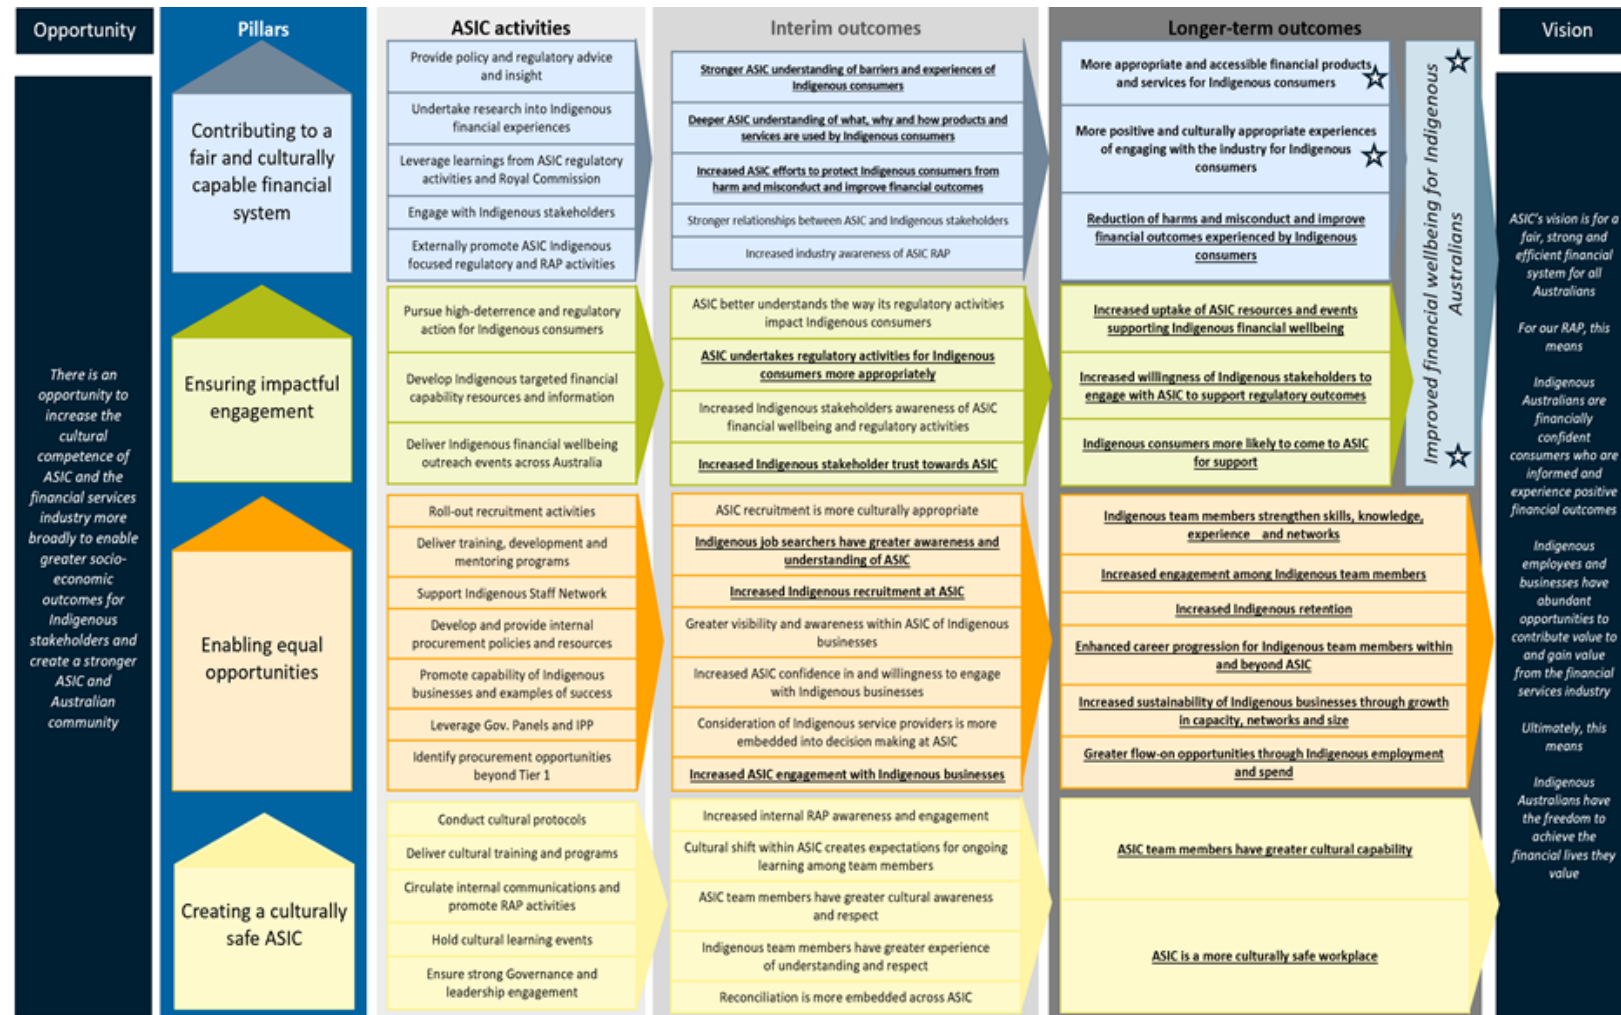 Opportunity
There is an
opportunity to
increase the
cultural
competence of
ASIC and the
financial services
industry more
broadly to enable
greater socio-
economic
outcomes for
Indigenous
stakeholders and
create a stronger
ASIC and
Australian
community
Pillars
Contributing to a
fair and culturally
capable financial
system
Ensuring impactful
engagement
Enabling equal
opportunities
Creating a culturally
safe ASIC
ASIC activities
Provide policy and regulatory advice
and insight
Undertake research into Indigenous
financial experiences
Leverage learnings from ASIC regulatory
activities and Royal Commission
Engage with Indigenous stakeholders
Externally promote ASIC Indigenous
focused regulatory and RAP activities
Pursue high-deterrence and regulatory
action for Indigenous consumers
Develop Indigenous targeted financial
capability resources and information
Deliver Indigenous financial wellbeing
outreach events across Australia
Roll-out recruitment activities
Deliver training, development and
mentoring programs
Support Indigenous Staff Network
Develop and provide internal
procurement policies and resources
Promote capability of Indigenous
businesses and examples of success
Leverage Gov. Panels and IPP
Identify procurement opportunities
beyond Tier 1
Conduct cultural protocols
Deliver cultural training and programs
Circulate internal communications and
promote RAP activities
Hold cultural learning events
Ensure strong Governance and
leadership engagement
Interim outcomes
Stronger ASIC understanding of barriers and experiences of
Indigenous consumers
Deeper ASIC understanding of what, why and how products and
services are used by Indigenous consumers
Increased ASIC efforts to protect Indigenous consumers from
harm and misconduct and improve financial outcomes
Stronger relationships between ASIC and Indigenous stakeholders
Increased industry awareness of ASIC RAP
ASIC better understands the way its regulatory activities
impact Indigenous consumers
ASIC undertakes regulatory activities for Indigenous
consumers more appropriately
Increased Indigenous stakeholders awareness of ASIC
financial wellbeing and regulatory activities
Increased Indigenous stakeholder trust towards ASIC
ASIC recruitment is more culturally appropriate
Indigenous job searchers have greater awareness and
understanding of ASIC
Increased Indigenous recruitment at ASIC
Greater visibility and awareness within ASIC of Indigenous
businesses
Increased ASIC confidence in and willingness to engage
with Indigenous businesses
Consideration of Indigenous service providers is more
embedded into decision making at ASIC
Increased ASIC engagement with Indigenous businesses
Increased internal RAP awareness and engagement
Cultural shift within ASIC creates expectations for ongoing
learning among team members
ASIC team members have greater cultural awareness
and respect
Indigenous team members have greater experience
of understanding and respect
Reconciliation is more embedded across ASIC
Longer-term outcomes
More appropriate and accessible financial products
and services for Indigenous consumers
More positive and culturally appropriate experiences
of engaging with the industry for Indigenous
consumers
Reduction of harms and misconduct and improve
financial outcomes experienced by Indigenous
consumers
Increased uptake of ASIC resources and events
supporting Indigenous financial wellbeing
Increased willingness of Indigenous stakeholders to
engage with ASIC to support regulatory outcomes
Indigenous consumers more likely to come to ASIC
for support
Improved financial wellbeing for Indigenous
Australians
Indigenous team members strengthen skills, knowledge,
experience and networks
Increased engagement among Indigenous team members
Increased Indigenous retention
Enhanced career progression for Indigenous team members within
and beyond ASIC
Increased sustainability of Indigenous businesses through growth
in capacity, networks and size
Greater flow-on opportunities through Indigenous employment
and spend
ASIC team members have greater cultural capability
ASIC is a more culturally safe workplace
Vision
ASIC's vision is for a
fair, strong and
efficient financial
system for all
Australians
For our RAP, this
means
Indigenous
Australians are
financially
confident
consumers who are
informed and
experience positive
financial outcomes
Indigenous
employees and
businesses have
abundant
opportunities to
contribute value to
and gain value
from the financial
services industry
Ultimately, this
means
Indigenous
Australians have
the freedom to
achieve the
financial lives they
value